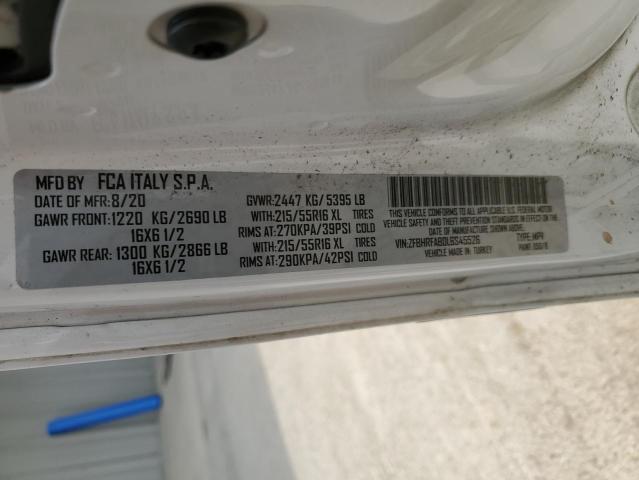 MFD BY FCA ITALY S.P.A.
DATE OF MFR: 8/20 GVWR: 2447 KG/5395 LB
GAWR FRONT: 1220 KG/2690 LB WITH: 215/55R16 XL TIRES
16X6 1/2 RIMS AT: 270KPA/39PSI COLD
GAWR REAR: 1300 KG/2866 LB WITH: 215/55R16 XL TIRES
16X6 1/2 RIMS AT: 290KPA/42PSI COLD
THIS VEHICLE CONFORMS TO ALL APPLICABLE U.S. FEDERAL MOTOR
VEHICLE SAFETY AND THEFT PREVENTION STANDARDS IN EFFECT ON THE
DATE OF MANUFACTURE SHOWN ABOVE.
VIN: ZFBHRFAB0L6S45526 TYPE: MPV
VEHICLE MADE IN: TURKEY PAINT: